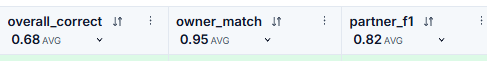 overall_correct owner_match partner_f1
0.68 AVG 0.95 AVG 0.82 AVG